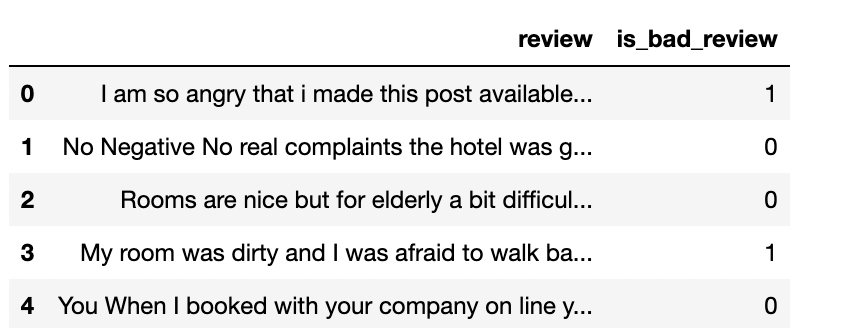 review is_bad_review
0 I am so angry that i made this post available... 1
1 No Negative No real complaints the hotel was g... 0
2 Rooms are nice but for elderly a bit difficul... 0
3 My room was dirty and I was afraid to walk ba... 1
4 You When I booked with your company on line y... 0